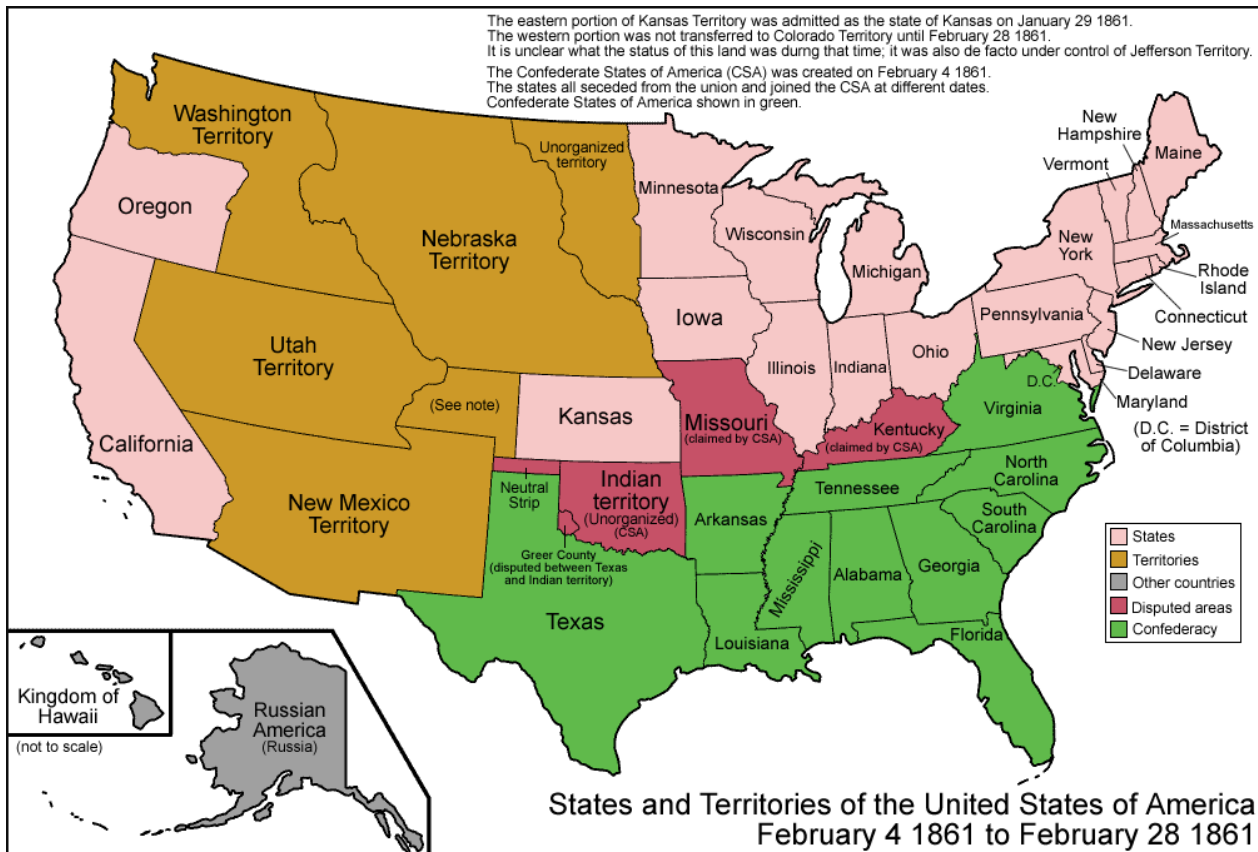 The eastern portion of Kansas Territory was admitted as the state of Kansas on January 29 1861.
The western portion was not transferred to Colorado Territory until February 28 1861.
It is unclear what the status of this land was durng that time; it was also de facto under control of Jefferson Territory.
The Confederate States of America (CSA) was created on February 4 1861.
The states all seceded from the union and joined the CSA at different dates.
Confederate States of America shown in green.
Washington
Territory
Oregon
Unorganized
territory
Nebraska
Territory
Minnesota
Wisconsin
Michigan
New
Hampshire
Vermont
Maine
Massachusetts
New
York
Rhode
Island
Connecticut
Pennsylvania
New Jersey
Delaware
Maryland
D.C.
(D.C. = District
of Columbia)
Iowa
Illinois
Indiana
Ohio
Utah
Territory
(See note)
Kansas
California
Missouri
(claimed by CSA)
Kentucky
(claimed by CSA)
Virginia
New Mexico
Territory
Neutral
Strip
Indian
territory
(Unorganized)
(CSA)
Greer County
(disputed between Texas
and Indian territory)
Arkansas
Tennessee
North
Carolina
South
Carolina
Texas
Louisiana
Mississippi
Alabama
Georgia
Florida
States
Territories
Other countries
Disputed areas
Confederacy
Kingdom of
Hawaii
(not to scale)
Russian
America
(Russia)
States and Territories of the United States of America
February 4 1861 to February 28 1861